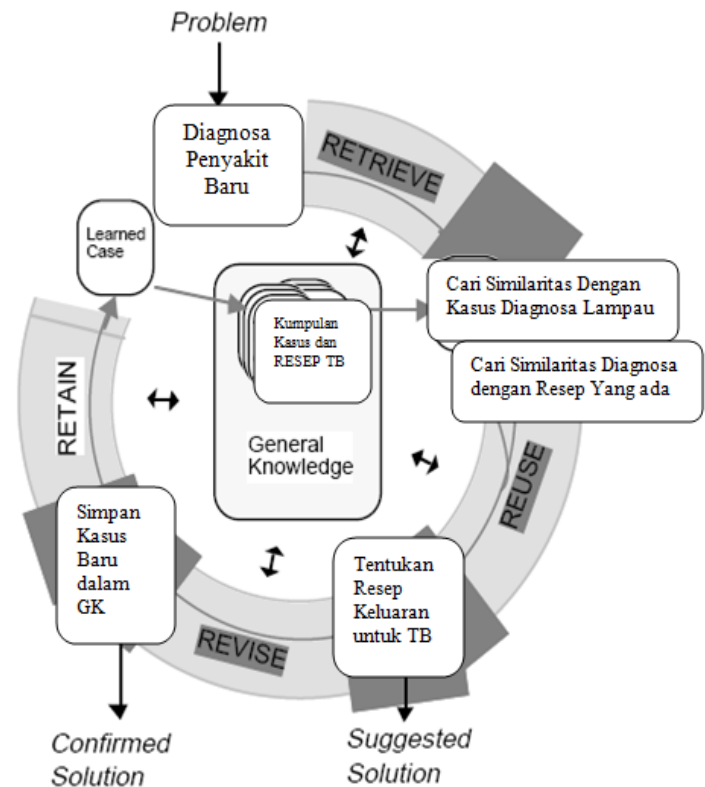 Problem
Diagnosa
Penyakit
Baru
RETRIEVE
Learned
Case
Cari Similaritas Dengan
Kasus Diagnosa Lampau
Kumpulan
Kasus dan
RESEP TB
Cari Similaritas Diagnosa
dengan Resep Yang ada
RETAIN
General
Knowledge
REUSE
Simpan
Kasus
Baru
dalam
GK
Tentukan
Resep
Keluaran
untuk TB
REVISE
Confirmed
Solution
Suggested
Solution